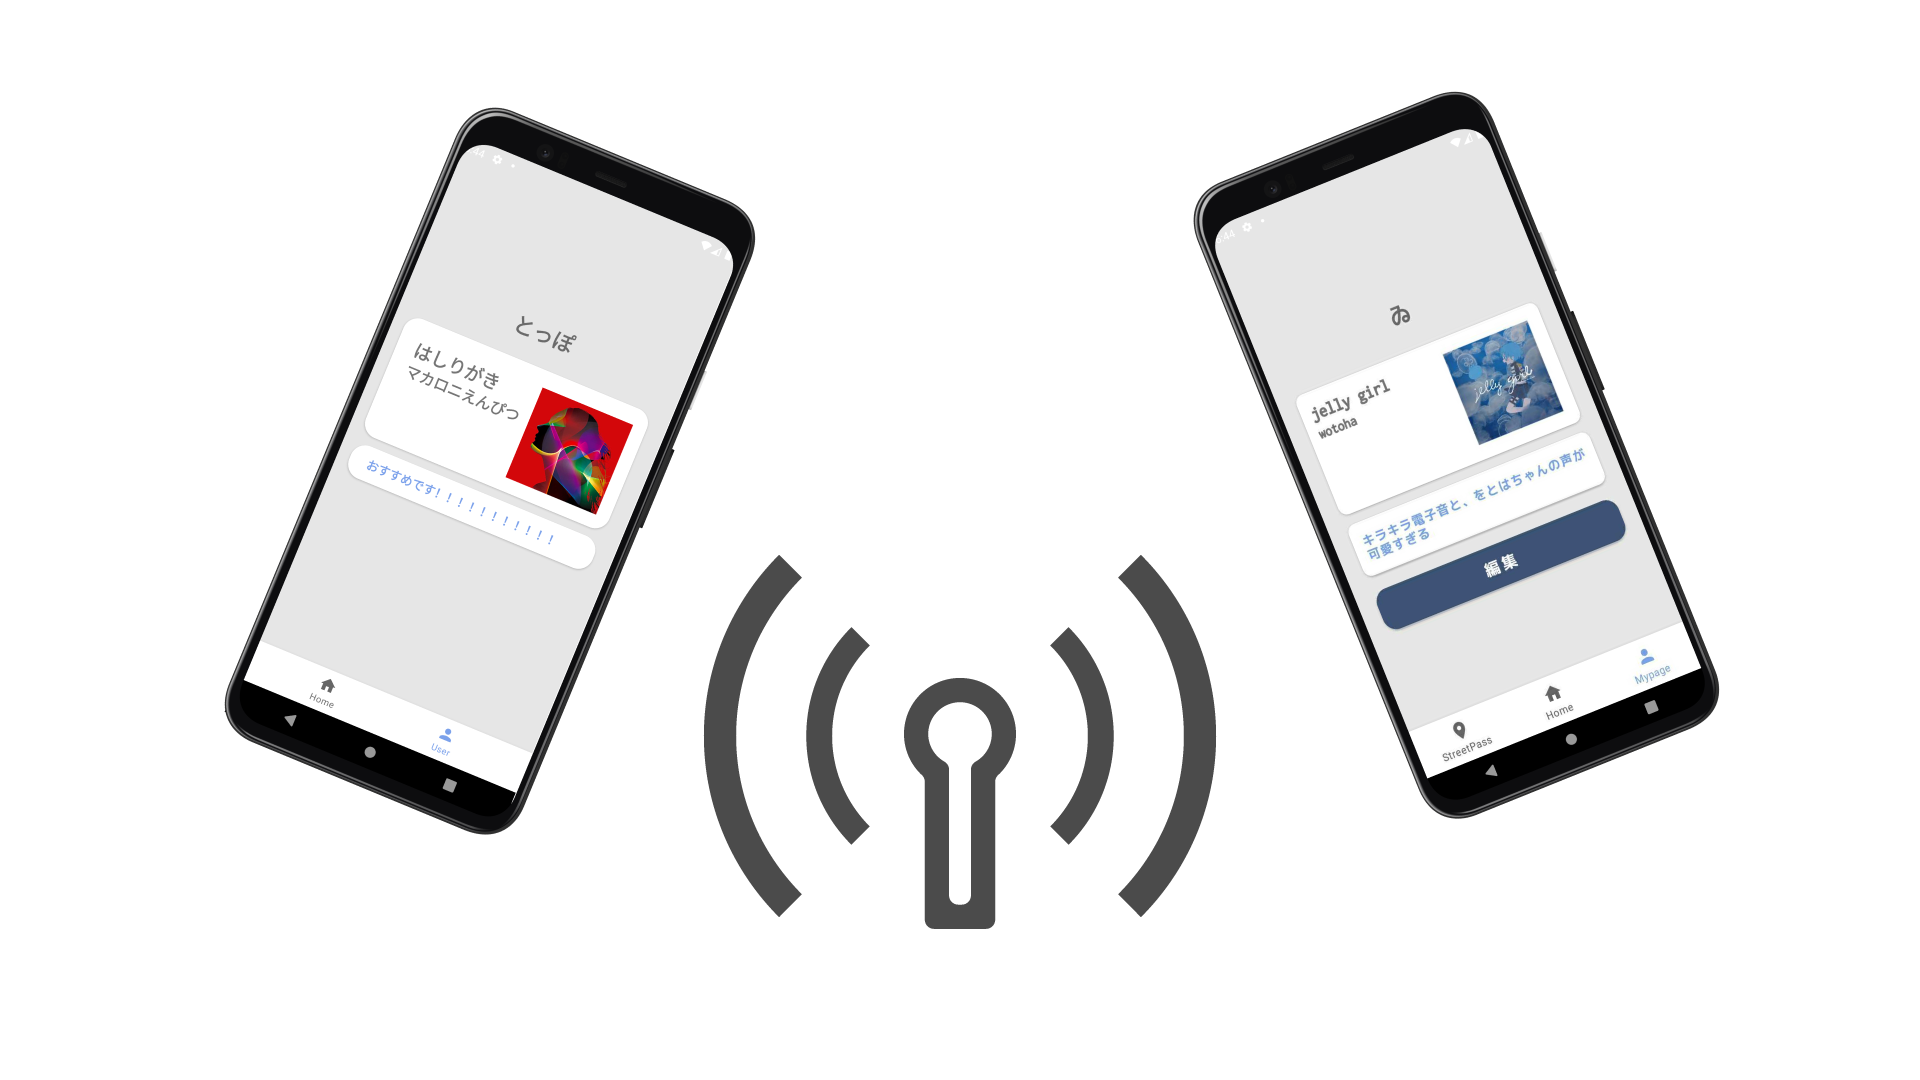 とっぽ
はしりがき
マカロニえんぴつ
おすすめです！！！！！！！！！！！
Home
User
ゐ
jelly girl
wotoha
jelly girl
キラキラ電子音と、をとはちゃんの声が
可愛すぎる
編集
StreetPass
Home
Mypage